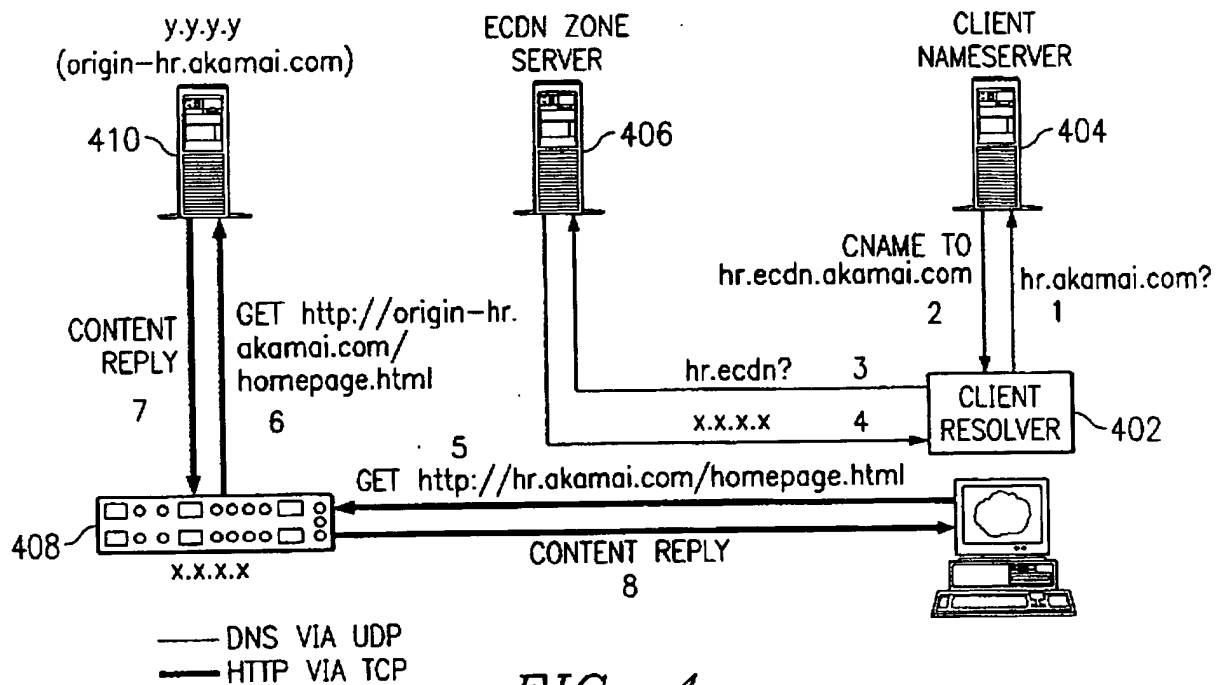 y.y.y.y
(origin-hr.akamai.com)
410
ECDN ZONE
SERVER
406
CLIENT
NAMESERVER
404
CNAME TO
hr.ecdn.akamai.com
2
hr.akamai.com?
1
CONTENT
REPLY
7
GET http://origin-hr.
akamai.com/
homepage.html
6
hr.ecdn? 3
x.x.x.x 4
CLIENT
RESOLVER
402
5
GET http://hr.akamai.com/homepage.html
408
x.x.x.x
CONTENT REPLY
8
DNS VIA UDP
HTTP VIA TCP